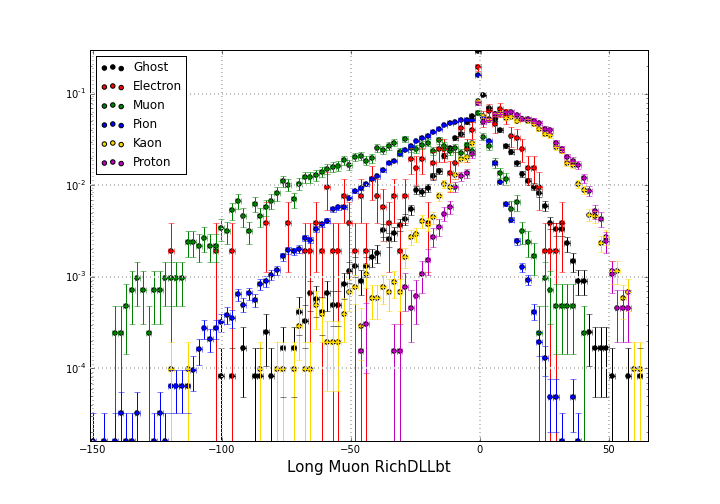 Ghost
Electron
Muon
Pion
Kaon
Proton
10^-1
10^-2
10^-3
10^-4
−150
−100
−50
0
50
Long Muon RichDLLbt